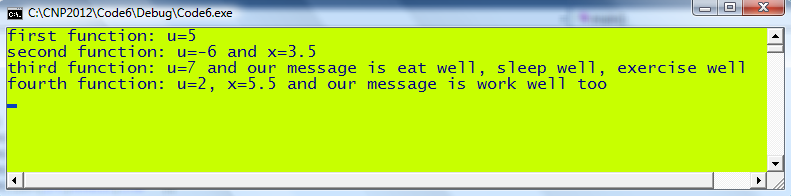 C:\CNP2012\Code6\Debug\Code6.exe
first function: u=5
second function: u=-6 and x=3.5
third function: u=7 and our message is eat well, sleep well, exercise well
fourth function: u=2, x=5.5 and our message is work well too